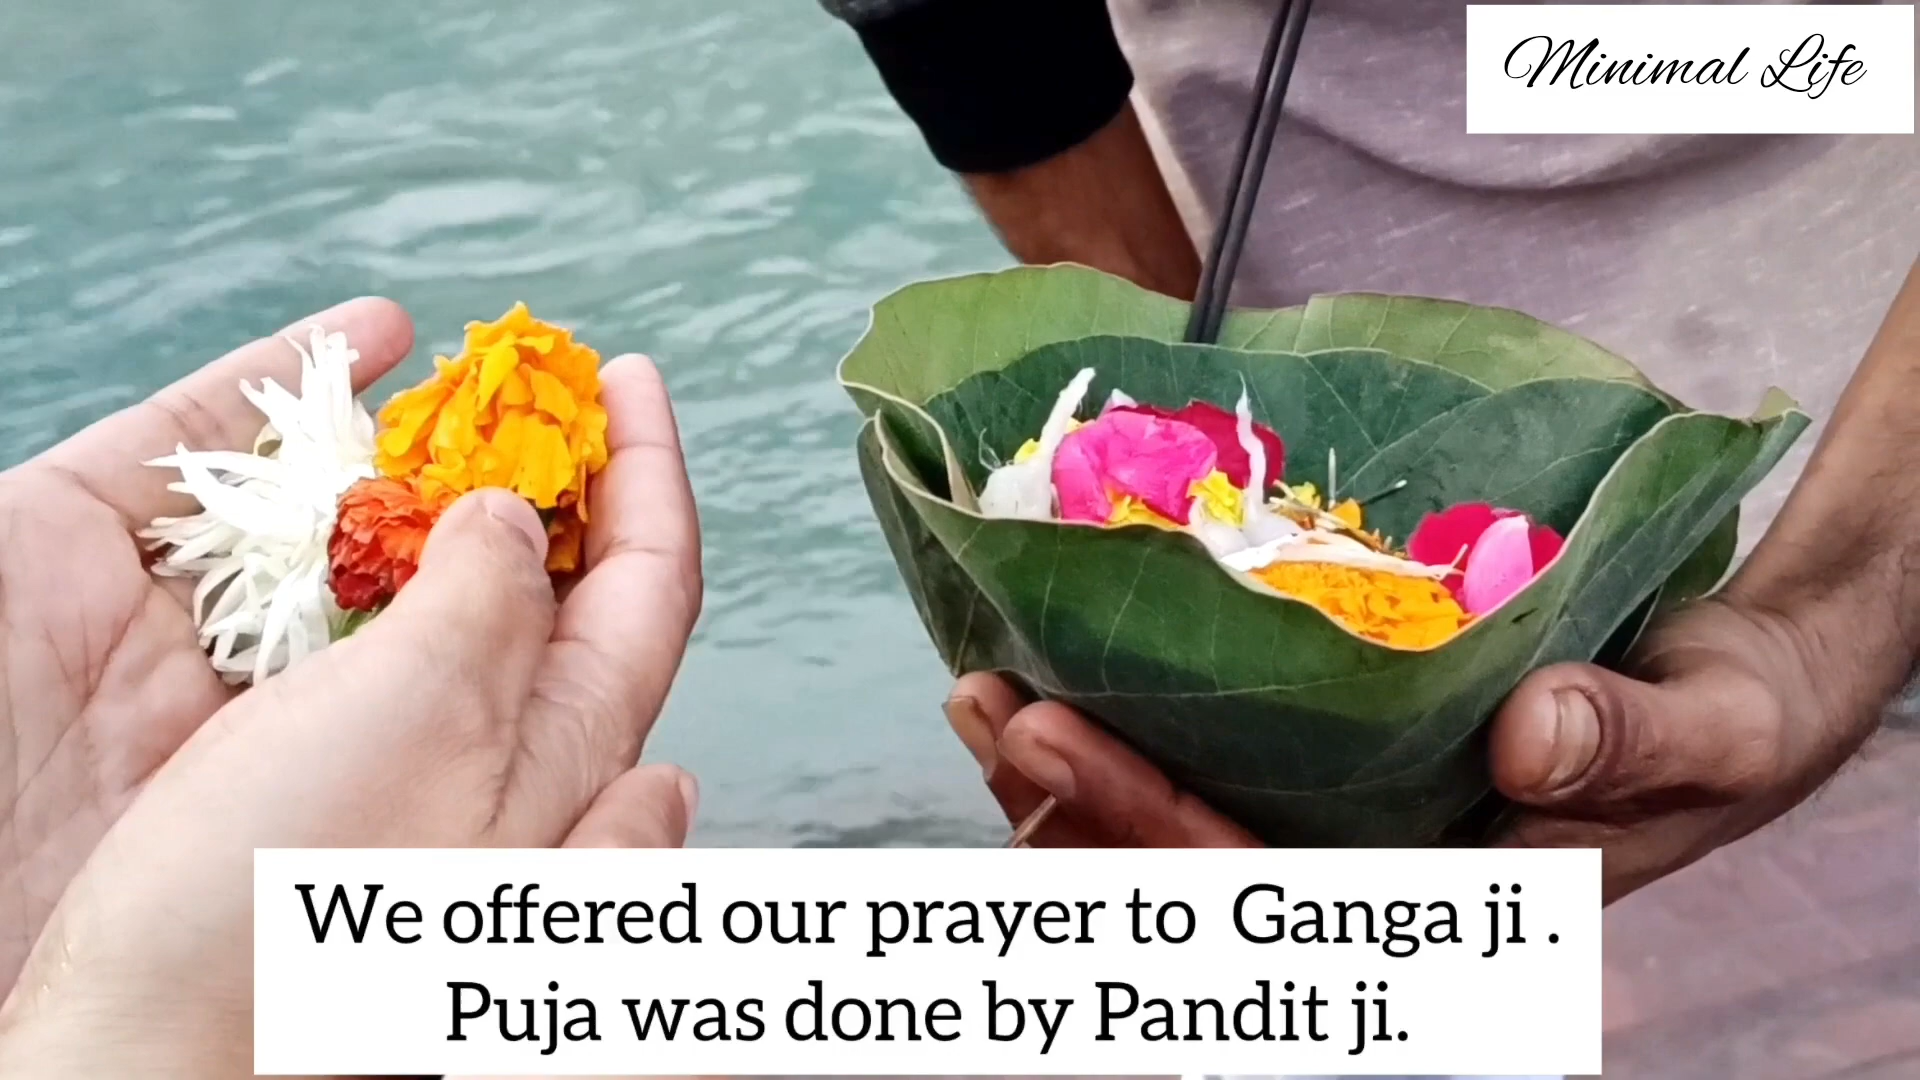 Minimal Life
We offered our prayer to Ganga ji .
Puja was done by Pandit ji.